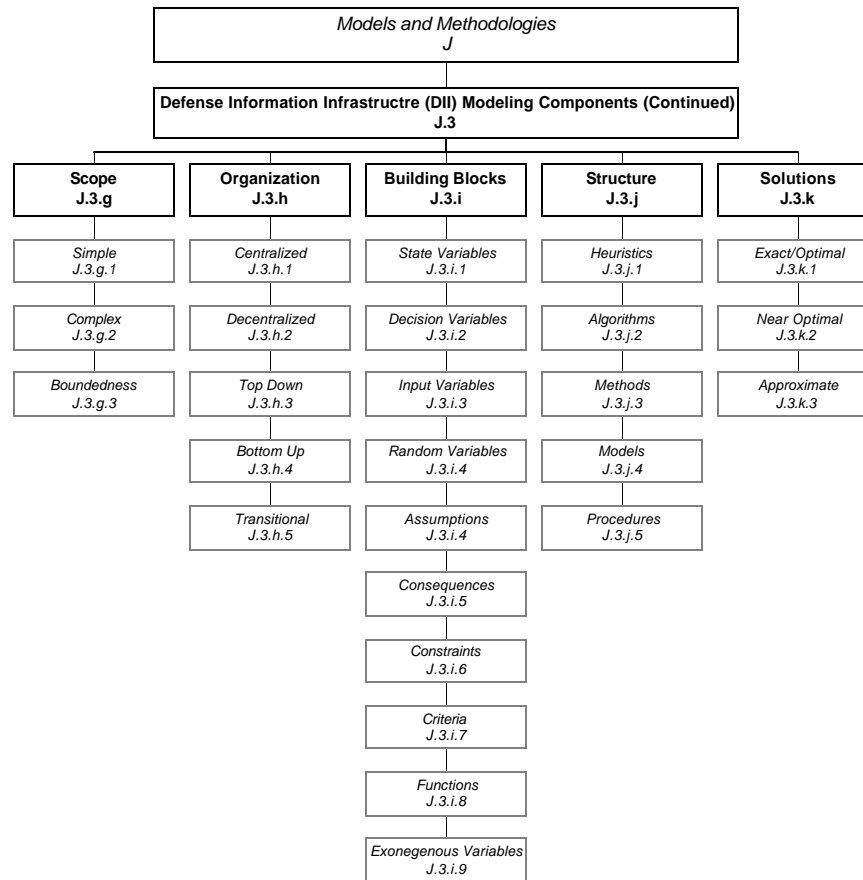 Models and Methodologies
J
Defense Information Infrastructre (DII) Modeling Components (Continued)
J.3
Scope
J.3.g
Simple
J.3.g.1
Complex
J.3.g.2
Boundedness
J.3.g.3
Organization
J.3.h
Centralized
J.3.h.1
Decentralized
J.3.h.2
Top Down
J.3.h.3
Bottom Up
J.3.h.4
Transitional
J.3.h.5
Building Blocks
J.3.i
State Variables
J.3.i.1
Decision Variables
J.3.i.2
Input Variables
J.3.i.3
Random Variables
J.3.i.4
Assumptions
J.3.i.4
Consequences
J.3.i.5
Constraints
J.3.i.6
Criteria
J.3.i.7
Functions
J.3.i.8
Exonegenous Variables
J.3.i.9
Structure
J.3.j
Heuristics
J.3.j.1
Algorithms
J.3.j.2
Methods
J.3.j.3
Models
J.3.j.4
Procedures
J.3.j.5
Solutions
J.3.k
Exact/Optimal
J.3.k.1
Near Optimal
J.3.k.2
Approximate
J.3.k.3